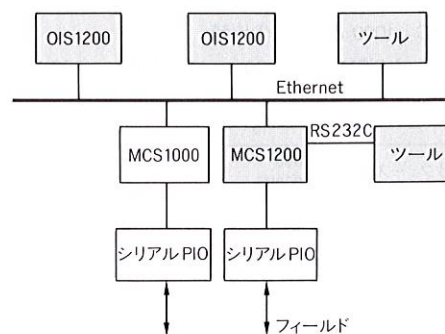 OIS1200
OIS1200
ツール
Ethernet
MCS1000
MCS1200
RS232C
ツール
シリアルPIO
シリアルPIO
フィールド